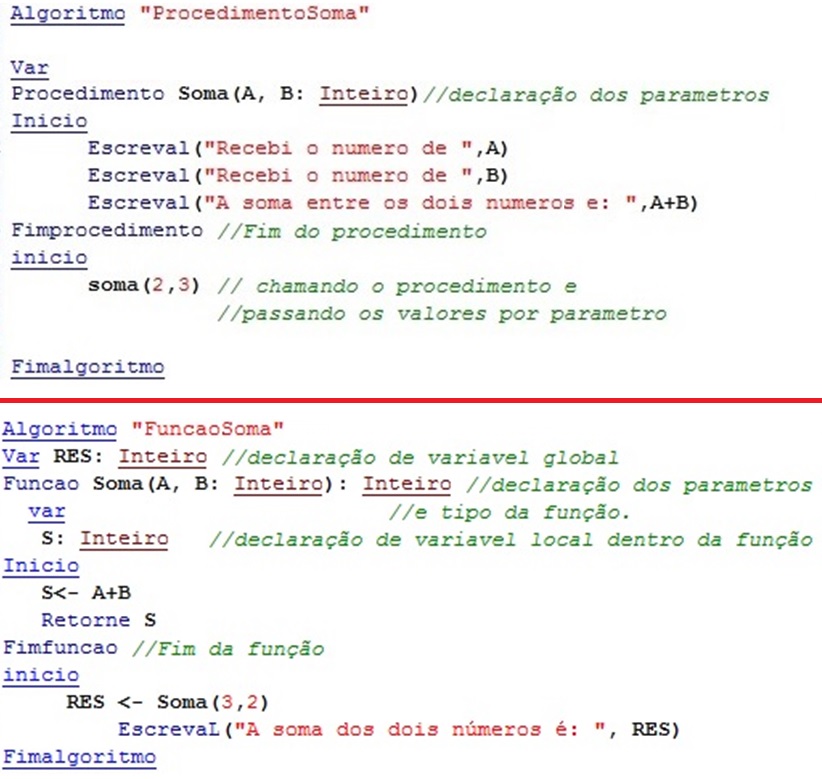 Algoritmo "ProcedimentoSoma"
Var
Procedimento Soma(A, B: Inteiro)//declaração dos parametros
Inicio
Escreval("Recebi o numero de ",A)
Escreval("Recebi o numero de ",B)
Escreval("A soma entre os dois numeros e: ",A+B)
Fimprocedimento //Fim do procedimento
inicio
soma(2,3) // chamando o procedimento e
//passando os valores por parametro
Fimalgoritmo
Algoritmo "FuncaoSoma"
Var RES: Inteiro //declaração de variavel global
Funcao Soma(A, B: Inteiro): Inteiro //declaração dos parametros
var //e tipo da função.
S: Inteiro //declaração de variavel local dentro da função
Inicio
S<- A+B
Retorne S
Fimfuncao //Fim da função
inicio
RES <- Soma(3,2)
EscrevaL("A soma dos dois números é: ", RES)
Fimalgoritmo